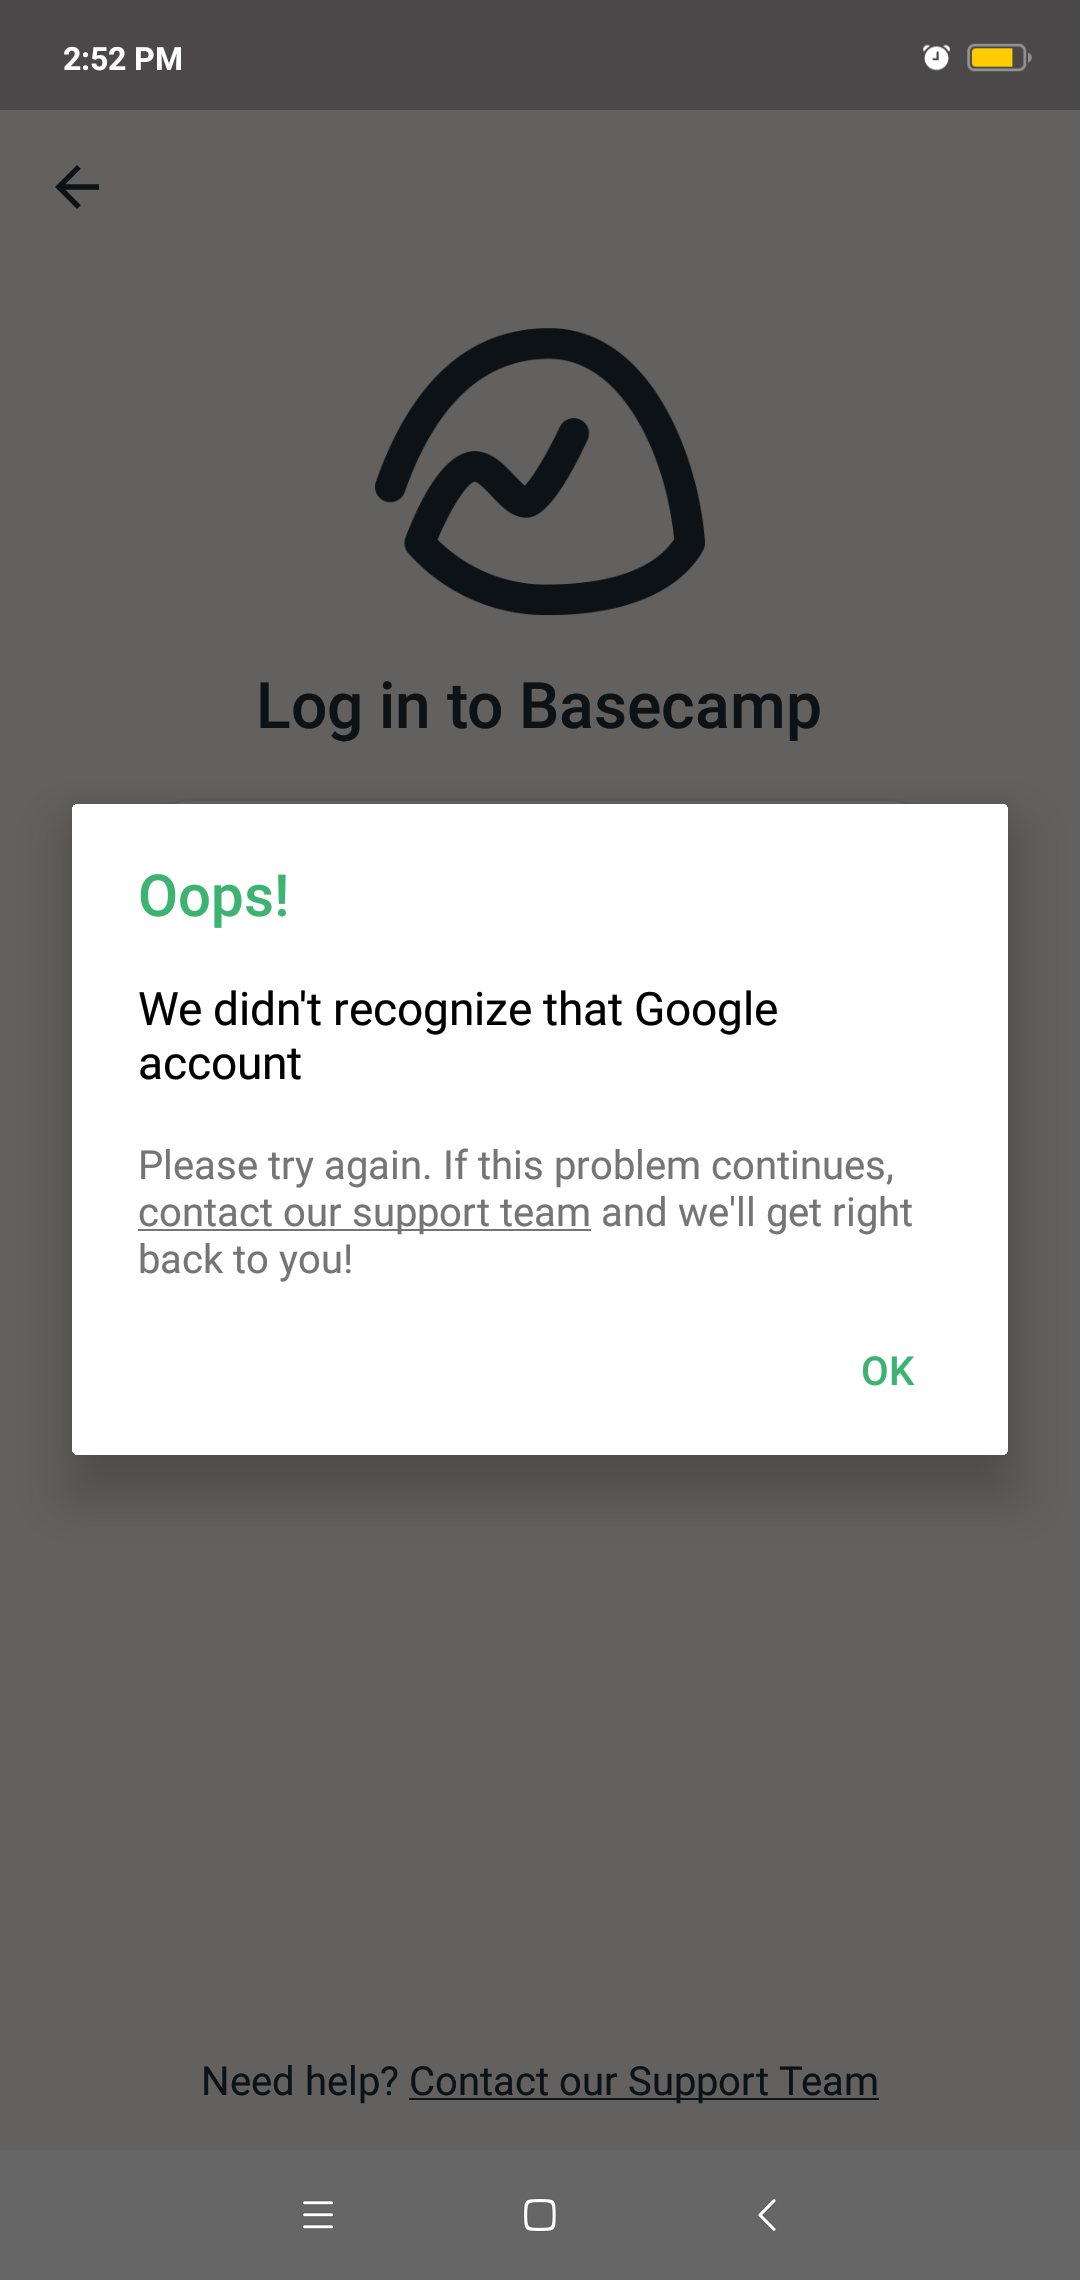 2:52 PM
Log in to Basecamp
Oops!
We didn't recognize that Google
account
Please try again. If this problem continues,
contact our support team and we'll get right
back to you!
OK
Need help? Contact our Support Team